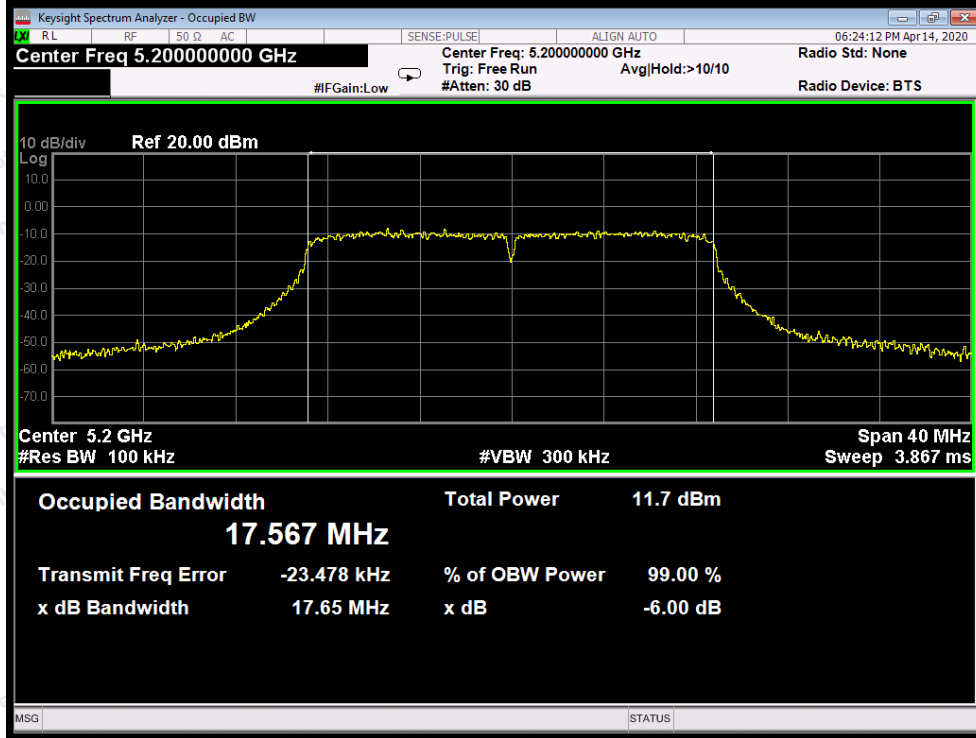 Keysight Spectrum Analyzer - Occupied BW
LXI RL RF 50 Ω AC SENSE:PULSE ALIGN AUTO 06:24:12 PM Apr 14, 2020
Center Freq 5.200000000 GHz Center Freq: 5.200000000 GHz Radio Std: None
Trig: Free Run Avg|Hold:>10/10
#IFGain:Low #Atten: 30 dB Radio Device: BTS
10 dB/div Ref 20.00 dBm
Log
10.0
0.00
-10.0
-20.0
-30.0
-40.0
-50.0
-60.0
-70.0
Center 5.2 GHz Span 40 MHz
#Res BW 100 kHz #VBW 300 kHz Sweep 3.867 ms
Occupied Bandwidth Total Power 11.7 dBm
17.567 MHz
Transmit Freq Error -23.478 kHz % of OBW Power 99.00 %
x dB Bandwidth 17.65 MHz x dB -6.00 dB
MSG STATUS